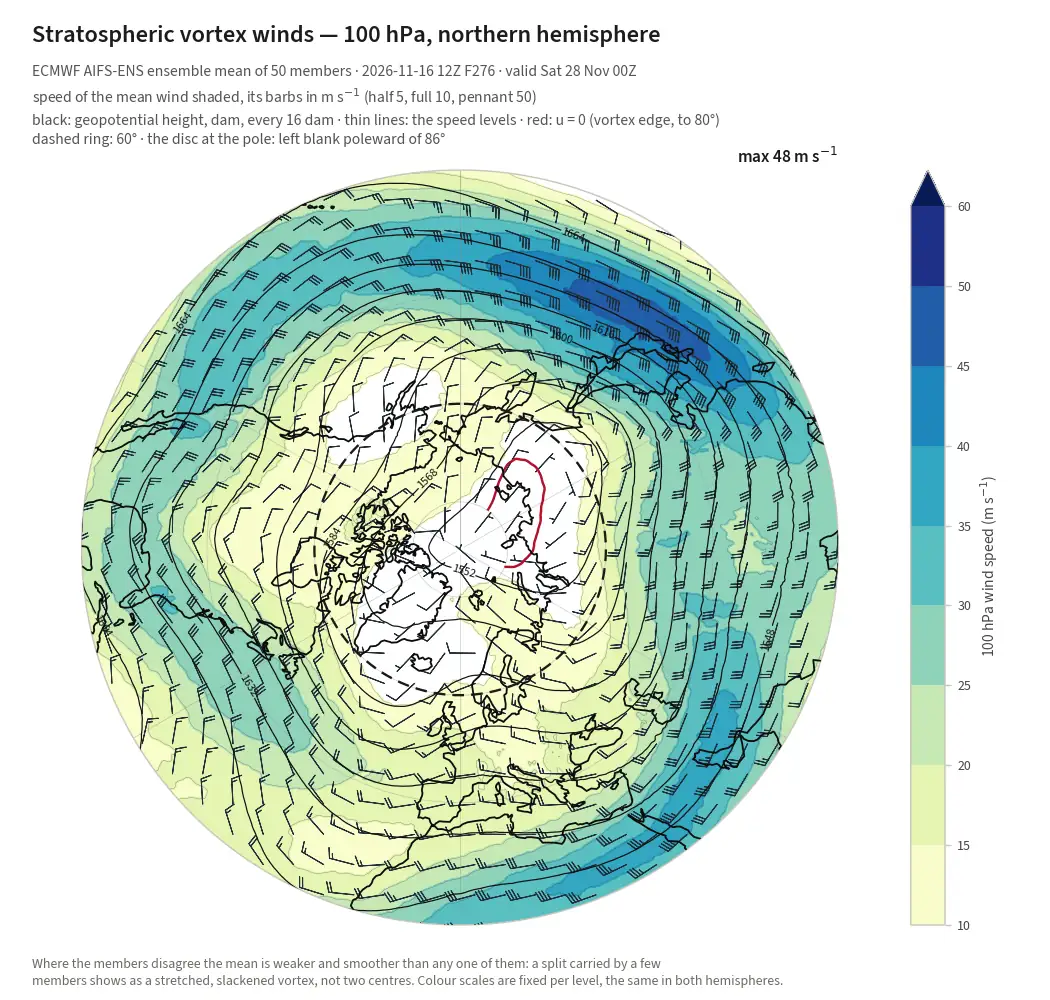 Stratospheric vortex winds — 100 hPa, northern hemisphere
ECMWF AIFS-ENS ensemble mean of 50 members · 2026-11-16 12Z F276 · valid Sat 28 Nov 00Z
speed of the mean wind shaded, its barbs in m s⁻¹ (half 5, full 10, pennant 50)
black: geopotential height, dam, every 16 dam · thin lines: the speed levels · red: u = 0 (vortex edge, to 80°)
dashed ring: 60° · the disc at the pole: left blank poleward of 86°
max 48 m s⁻¹
1664
1664
1600
1568
1584
1552
1648
1632
60
50
45
40
35
30
25
20
15
10
100 hPa wind speed (m s⁻¹)
Where the members disagree the mean is weaker and smoother than any one of them: a split carried by a few
members shows as a stretched, slackened vortex, not two centres. Colour scales are fixed per level, the same in both hemispheres.